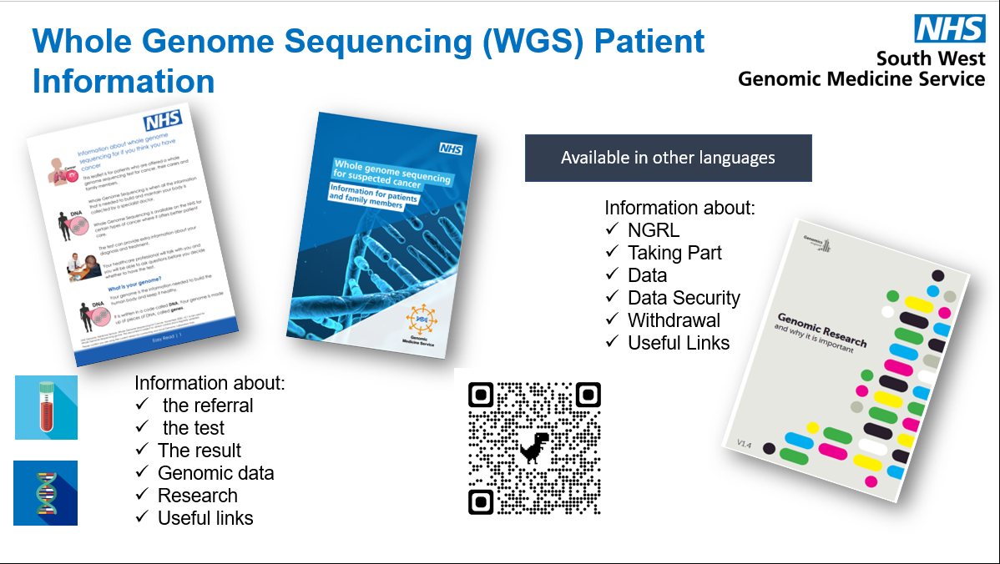 Whole Genome Sequencing (WGS) Patient
Information
NHS
South West
Genomic Medicine Service
NHS
Information about whole genome
sequencing for if you think you have
cancer
Cancer
This leaflet is for patients who are offered a whole
genome sequencing test for cancer, their carers and
family members.
DNA
Whole Genome Sequencing is when all the information
that is needed to build and maintain your body is
collected by a specialist doctor.
Whole Genome Sequencing is available on the NHS for
certain types of cancer where it offers better patient
care.
The test can provide extra information about your
diagnosis and treatment.
Your healthcare professional will talk with you and
you will be able to ask questions before you decide
whether to have the test.
What is your genome?
DNA
Your genome is the information needed to build the
human body and keep it healthy.
It is written in a code called DNA. Your genome is made
up of pieces of DNA, called genes.
Easy Read | 1
NHS
Whole genome sequencing
for suspected cancer
Information for patients
and family members
Genomic
Medicine Service
Available in other languages
Information about:
✓ NGRL
✓ Taking Part
✓ Data
✓ Data Security
✓ Withdrawal
✓ Useful Links
Genomics
Genomic Research
and why it is important
V1.4
Information about:
✓ the referral
✓ the test
✓ The result
✓ Genomic data
✓ Research
✓ Useful links